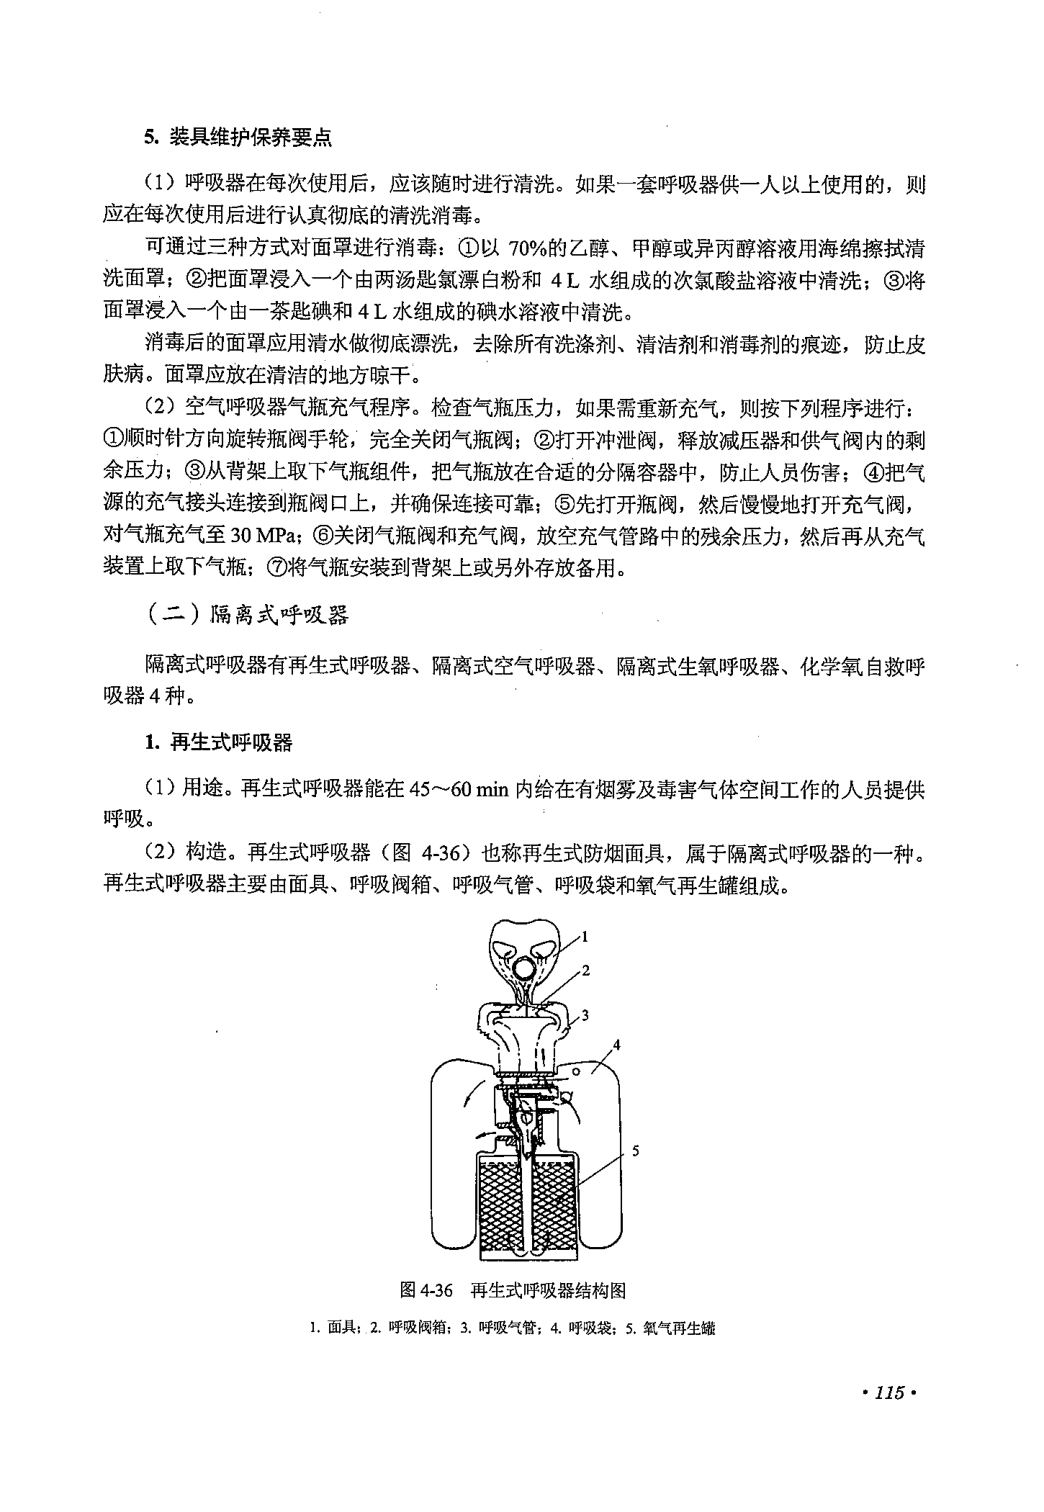 5. 装具维护保养要点
（1）呼吸器在每次使用后，应该随时进行清洗。如果一套呼吸器供一人以上使用的，则
应在每次使用后进行认真彻底的清洗消毒。
可通过三种方式对面罩进行消毒：①以 70%的乙醇、甲醇或异丙醇溶液用海绵擦拭清
洗面罩；②把面罩浸入一个由两汤匙氯漂白粉和 4 L 水组成的次氯酸盐溶液中清洗；③将
面罩浸入一个由一茶匙碘和 4 L 水组成的碘水溶液中清洗。
消毒后的面罩应用清水做彻底漂洗，去除所有洗涤剂、清洁剂和消毒剂的痕迹，防止皮
肤病。面罩应放在清洁的地方晾干。
（2）空气呼吸器气瓶充气程序。检查气瓶压力，如果需重新充气，则按下列程序进行：
①顺时针方向旋转瓶阀手轮，完全关闭气瓶阀；②打开冲泄阀，释放减压器和供气阀内的剩
余压力；③从背架上取下气瓶组件，把气瓶放在合适的分隔容器中，防止人员伤害；④把气
源的充气接头连接到瓶阀口上，并确保连接可靠；⑤先打开瓶阀，然后慢慢地打开充气阀，
对气瓶充气至 30 MPa；⑥关闭气瓶阀和充气阀，放空充气管路中的残余压力，然后再从充气
装置上取下气瓶；⑦将气瓶安装到背架上或另外存放备用。
（二）隔离式呼吸器
隔离式呼吸器有再生式呼吸器、隔离式空气呼吸器、隔离式生氧呼吸器、化学氧自救呼
吸器 4 种。
1. 再生式呼吸器
（1）用途。再生式呼吸器能在 45～60 min 内给在有烟雾及毒害气体空间工作的人员提供
呼吸。
（2）构造。再生式呼吸器（图 4-36）也称再生式防烟面具，属于隔离式呼吸器的一种。
再生式呼吸器主要由面具、呼吸阀箱、呼吸气管、呼吸袋和氧气再生罐组成。
1
2
3
4
5
图 4-36 再生式呼吸器结构图
1. 面具；2. 呼吸阀箱；3. 呼吸气管；4. 呼吸袋；5. 氧气再生罐
·115·